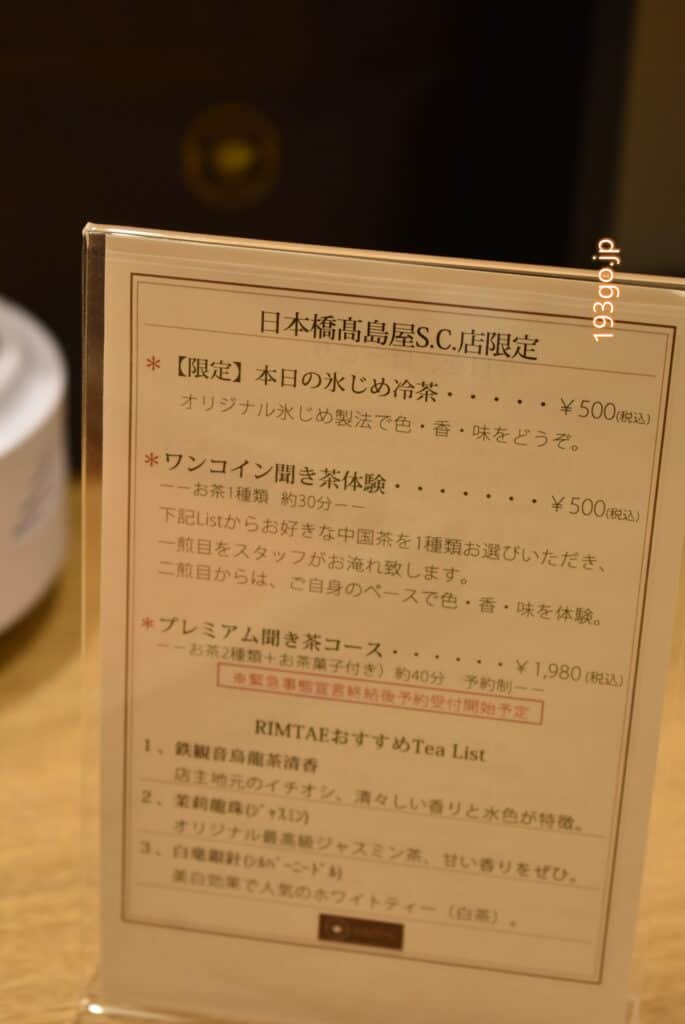 193go.jp
日本橋髙島屋S.C.店限定
*【限定】本日の氷じめ冷茶・・・・・¥500(税込)
オリジナル氷じめ製法で色・香・味をどうぞ。
*ワンコイン聞き茶体験・・・・・・・¥500(税込)
ーーお茶1種類 約30分ーー
下記Listからお好きな中国茶を1種類お選びいただき、
一煎目をスタッフがお淹れ致します。
二煎目からは、ご自身のペースで色・香・味を体験。
*プレミアム聞き茶コース・・・・・・¥1,980(税込)
ーーお茶2種類+お茶菓子付き）約40分 予約制ーー
※緊急事態宣言終結後予約受付開始予定
RIMTAEおすすめTea List
1、鉄観音烏龍茶清香
店主地元のイチオシ、清々しい香りと水色が特徴。
2、茉莉龍珠(ｼﾞｬｽﾐﾝ)
オリジナル最高級ジャスミン茶、甘い香りをぜひ。
3、白毫銀針(ｼﾙﾊﾞｰﾆｰﾄﾞﾙ)
美白効果で人気のホワイトティー（白茶）。